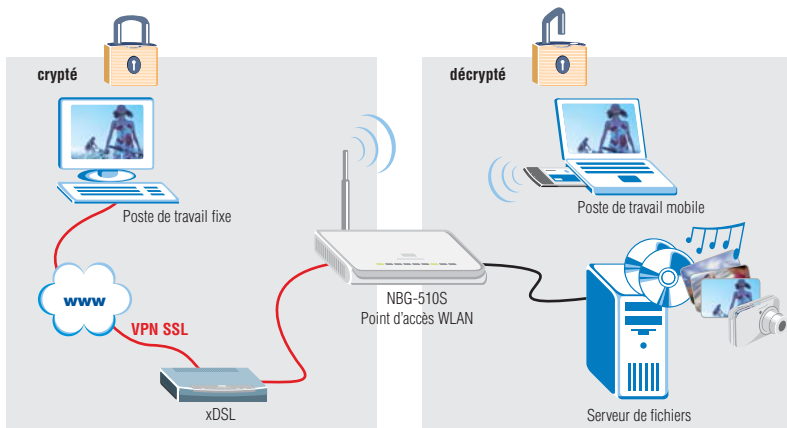 crypté
Poste de travail fixe
www
VPN SSL
xDSL
NBG-510S
Point d'accès WLAN
décrypté
Poste de travail mobile
Serveur de fichiers